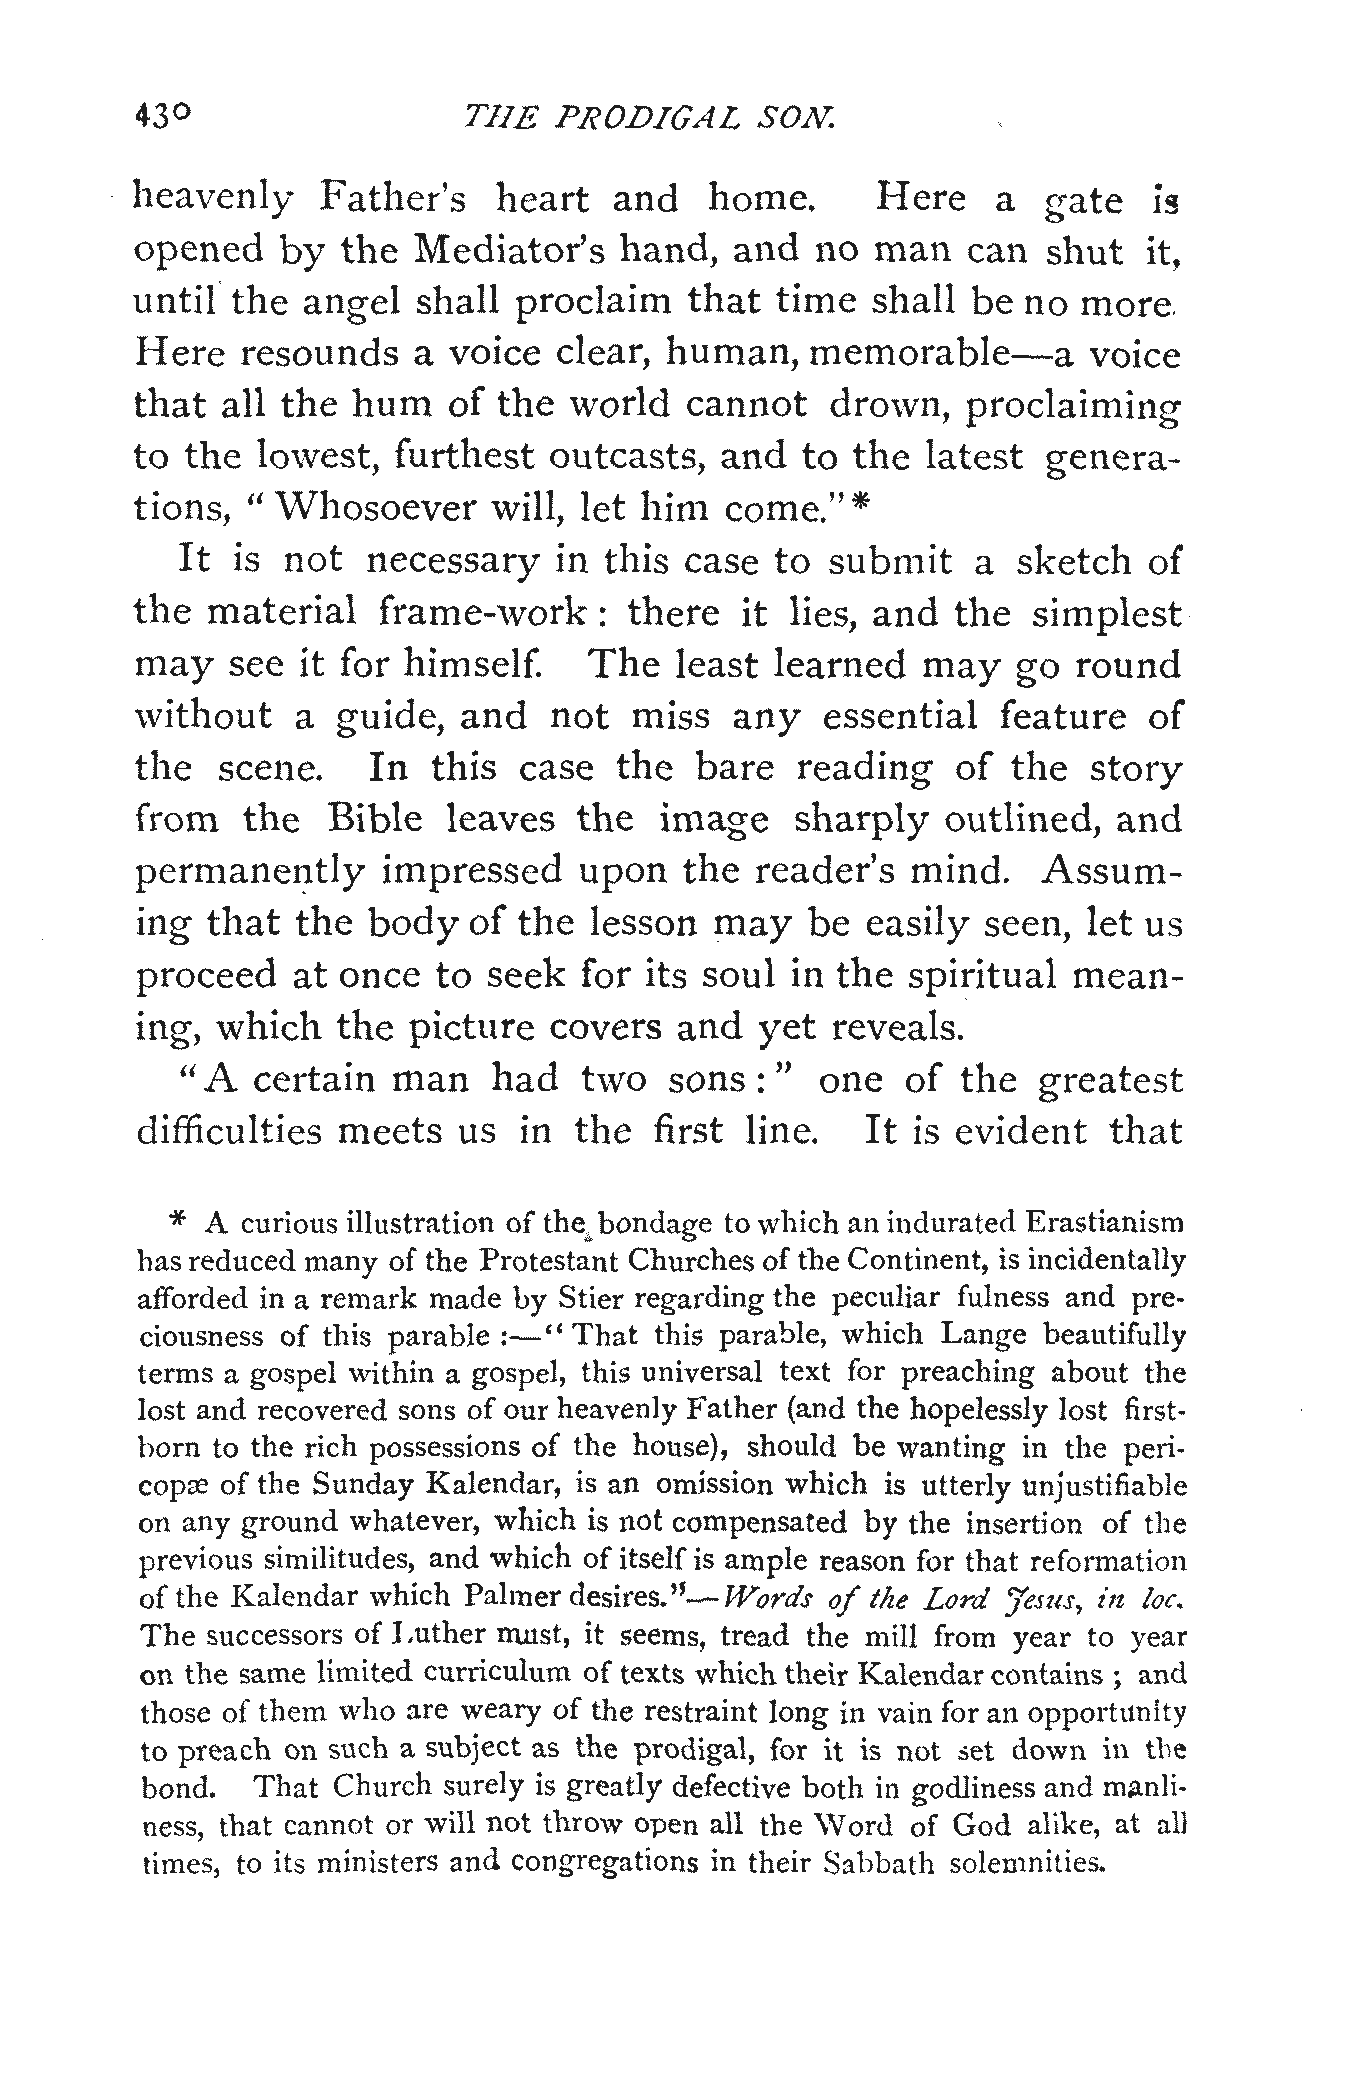 430 THE PRODIGAL SON.
heavenly Father's heart and home. Here a gate is
opened by the Mediator's hand, and no man can shut it,
until the angel shall proclaim that time shall be no more.
Here resounds a voice clear, human, memorable—a voice
that all the hum of the world cannot drown, proclaiming
to the lowest, furthest outcasts, and to the latest genera-
tions, "Whosoever will, let him come."*
It is not necessary in this case to submit a sketch of
the material frame-work : there it lies, and the simplest
may see it for himself. The least learned may go round
without a guide, and not miss any essential feature of
the scene. In this case the bare reading of the story
from the Bible leaves the image sharply outlined, and
permanently impressed upon the reader's mind. Assum-
ing that the body of the lesson may be easily seen, let us
proceed at once to seek for its soul in the spiritual mean-
ing, which the picture covers and yet reveals.
"A certain man had two sons :" one of the greatest
difficulties meets us in the first line. It is evident that
* A curious illustration of the bondage to which an indurated Erastianism
has reduced many of the Protestant Churches of the Continent, is incidentally
afforded in a remark made by Stier regarding the peculiar fulness and pre-
ciousness of this parable :—"That this parable, which Lange beautifully
terms a gospel within a gospel, this universal text for preaching about the
lost and recovered sons of our heavenly Father (and the hopelessly lost first-
born to the rich possessions of the house), should be wanting in the peri-
copæ of the Sunday Kalendar, is an omission which is utterly unjustifiable
on any ground whatever, which is not compensated by the insertion of the
previous similitudes, and which of itself is ample reason for that reformation
of the Kalendar which Palmer desires."—Words of the Lord Jesus, in loc.
The successors of Luther must, it seems, tread the mill from year to year
on the same limited curriculum of texts which their Kalendar contains ; and
those of them who are weary of the restraint long in vain for an opportunity
to preach on such a subject as the prodigal, for it is not set down in the
bond. That Church surely is greatly defective both in godliness and manli-
ness, that cannot or will not throw open all the Word of God alike, at all
times, to its ministers and congregations in their Sabbath solemnities.